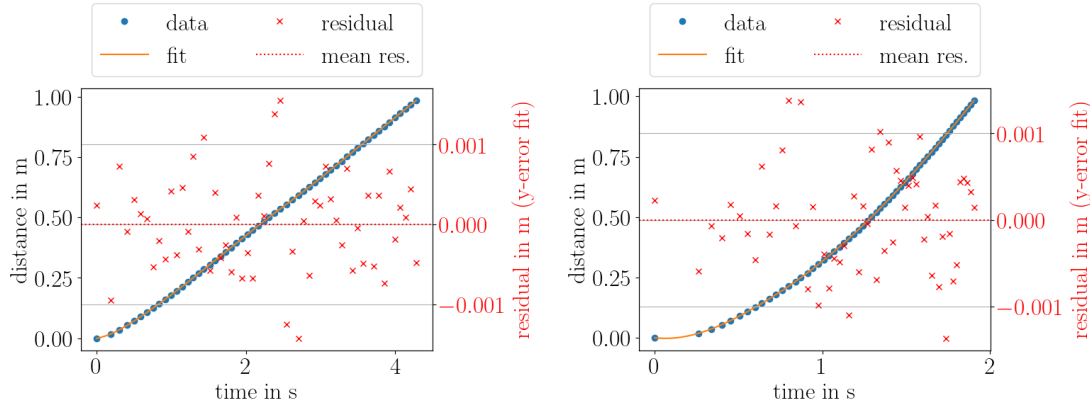 data
residual
fit
mean res.
1.00
0.75
0.50
0.25
0.00
distance in m
0
2
4
time in s
0.001
0.000
−0.001
residual in m (y-error fit)
data
residual
fit
mean res.
1.00
0.75
0.50
0.25
0.00
distance in m
0
1
2
time in s
0.001
0.000
−0.001
residual in m (y-error fit)